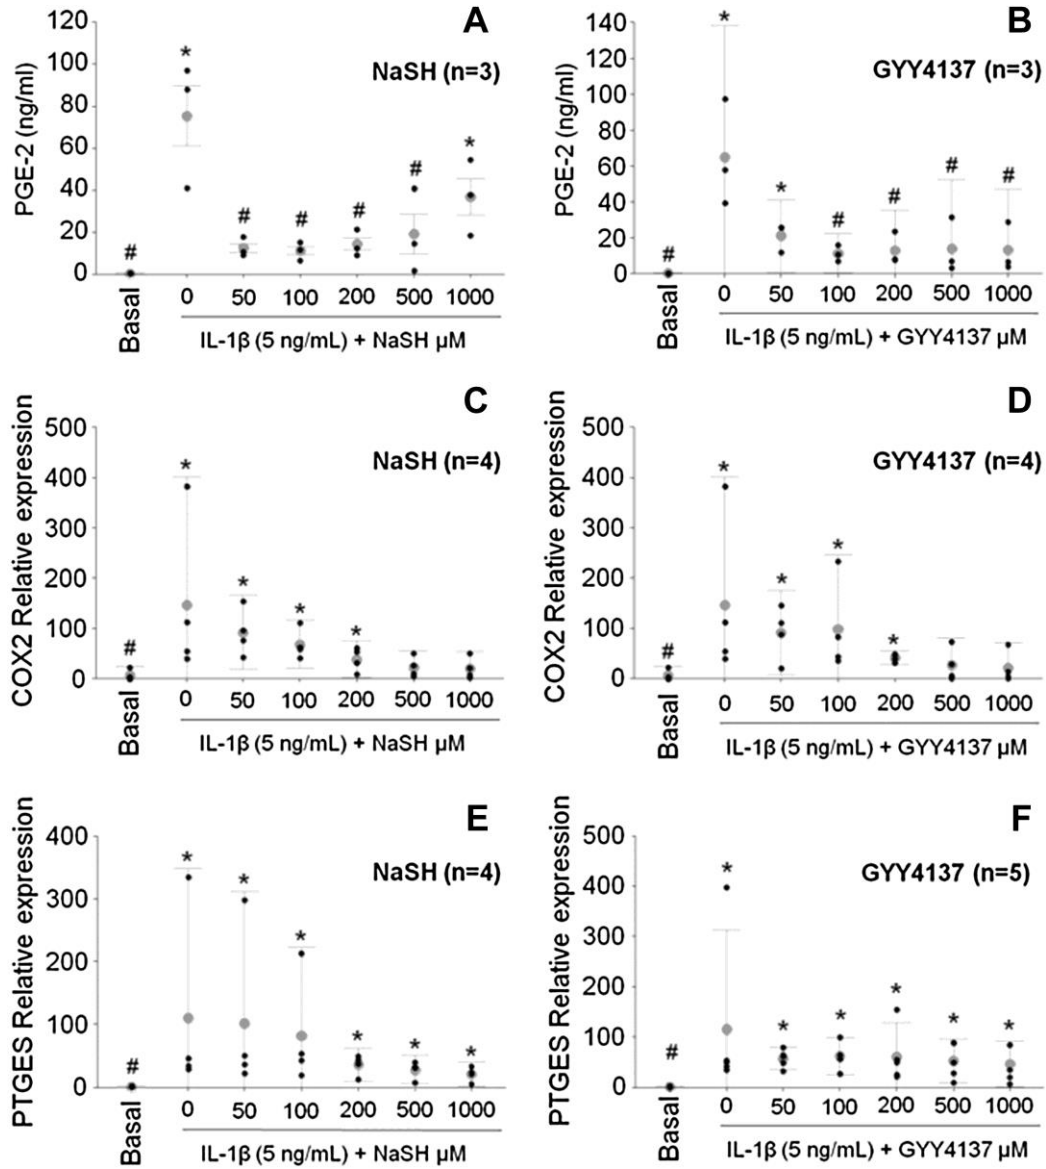 A
NaSH (n=3)
PGE-2 (ng/ml)
120
100
80
60
40
20
0
*
#
#
#
#
#
*
Basal
0 50 100 200 500 1000
IL-1β (5 ng/mL) + NaSH µM
B
GYY4137 (n=3)
PGE-2 (ng/ml)
140
120
100
80
60
40
20
0
*
*
#
#
#
#
#
Basal
0 50 100 200 500 1000
IL-1β (5 ng/mL) + GYY4137 µM
C
NaSH (n=4)
COX2 Relative expression
500
400
300
200
100
0
*
*
*
*
#
Basal
0 50 100 200 500 1000
IL-1β (5 ng/mL) + NaSH µM
D
GYY4137 (n=4)
COX2 Relative expression
500
400
300
200
100
0
*
*
*
*
#
Basal
0 50 100 200 500 1000
IL-1β (5 ng/mL) + GYY4137 µM
E
NaSH (n=4)
PTGES Relative expression
400
300
200
100
0
*
*
*
*
*
*
#
Basal
0 50 100 200 500 1000
IL-1β (5 ng/mL) + NaSH µM
F
GYY4137 (n=5)
PTGES Relative expression
500
400
300
200
100
0
*
*
*
*
*
*
#
Basal
0 50 100 200 500 1000
IL-1β (5 ng/mL) + GYY4137 µM